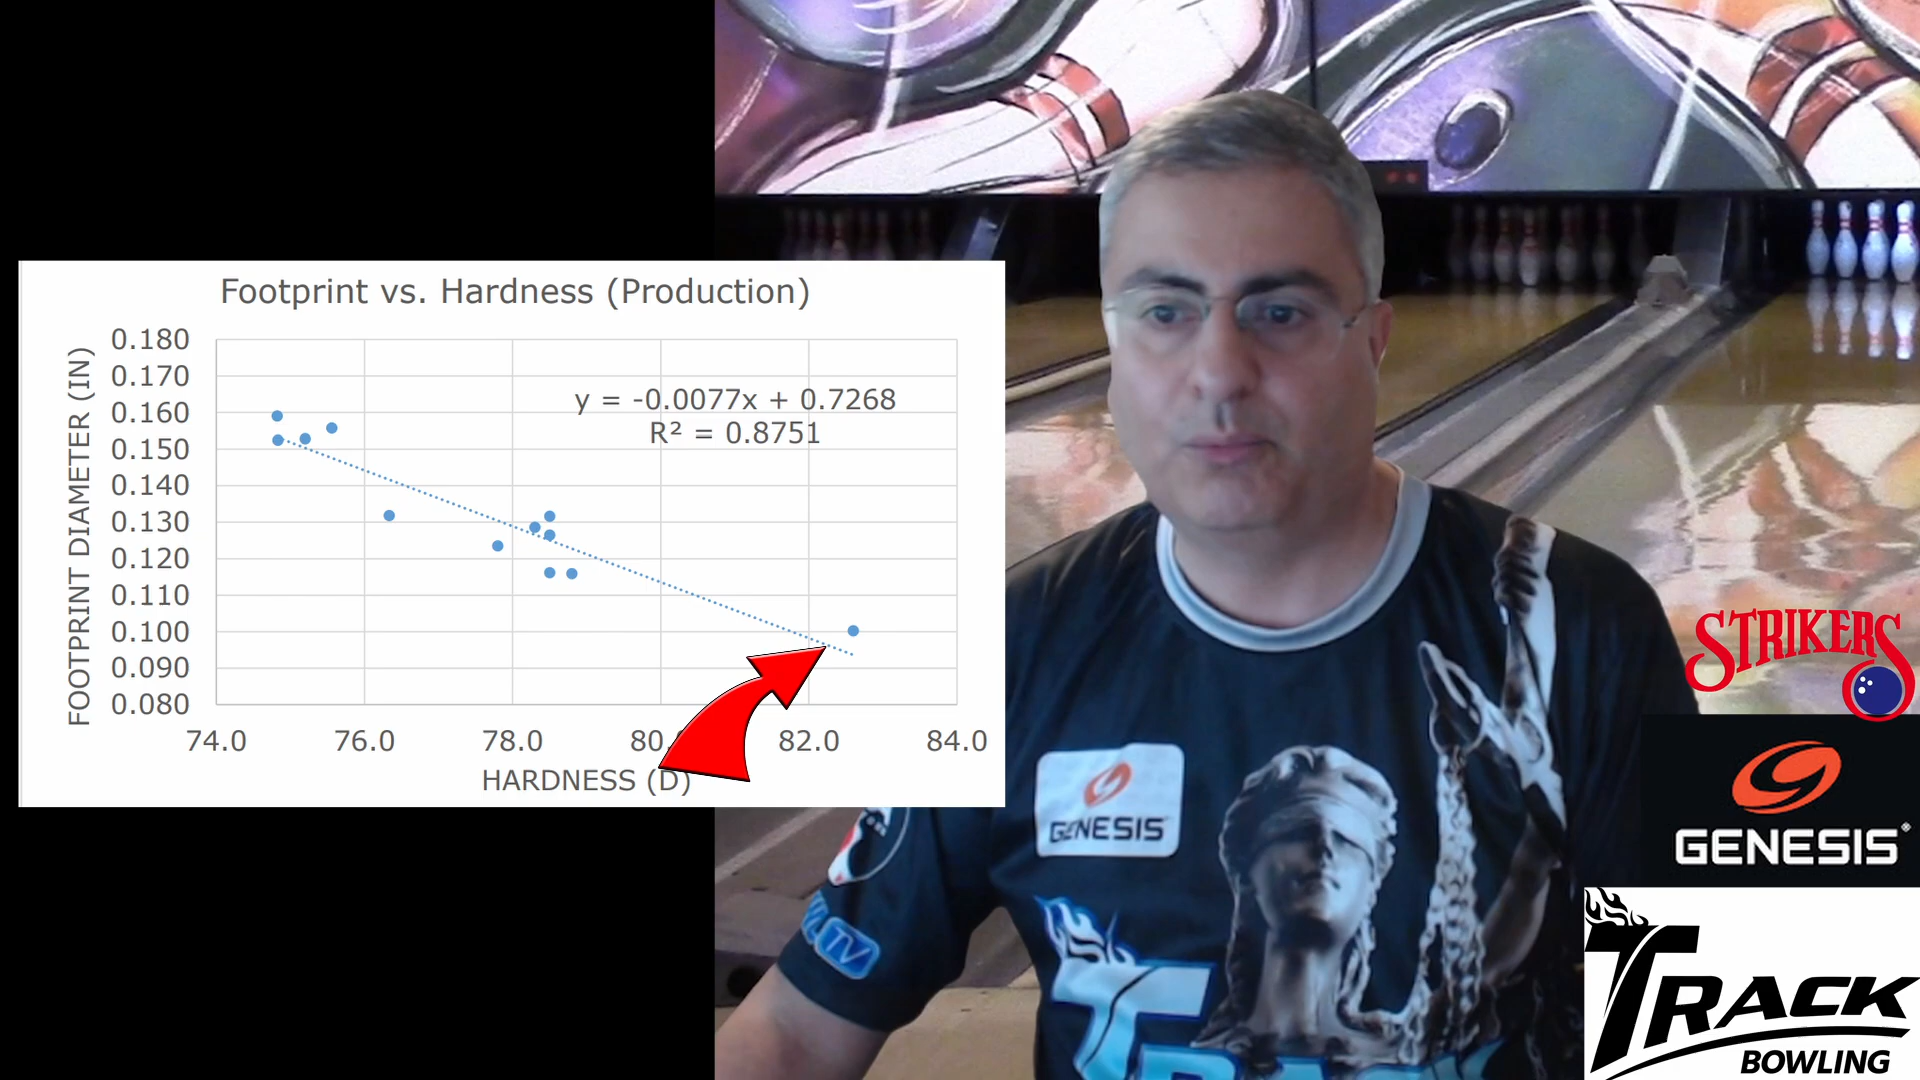 Footprint vs. Hardness (Production)
FOOTPRINT DIAMETER (IN)
0.180
0.170
0.160
0.150
0.140
0.130
0.120
0.110
0.100
0.090
0.080
y = -0.0077x + 0.7268
R² = 0.8751
74.0
76.0
78.0
80.
82.0
84.0
HARDNESS (D)
STRIKERS
GENESIS®
TRACK
BOWLING
GENESIS
TV
TRACK